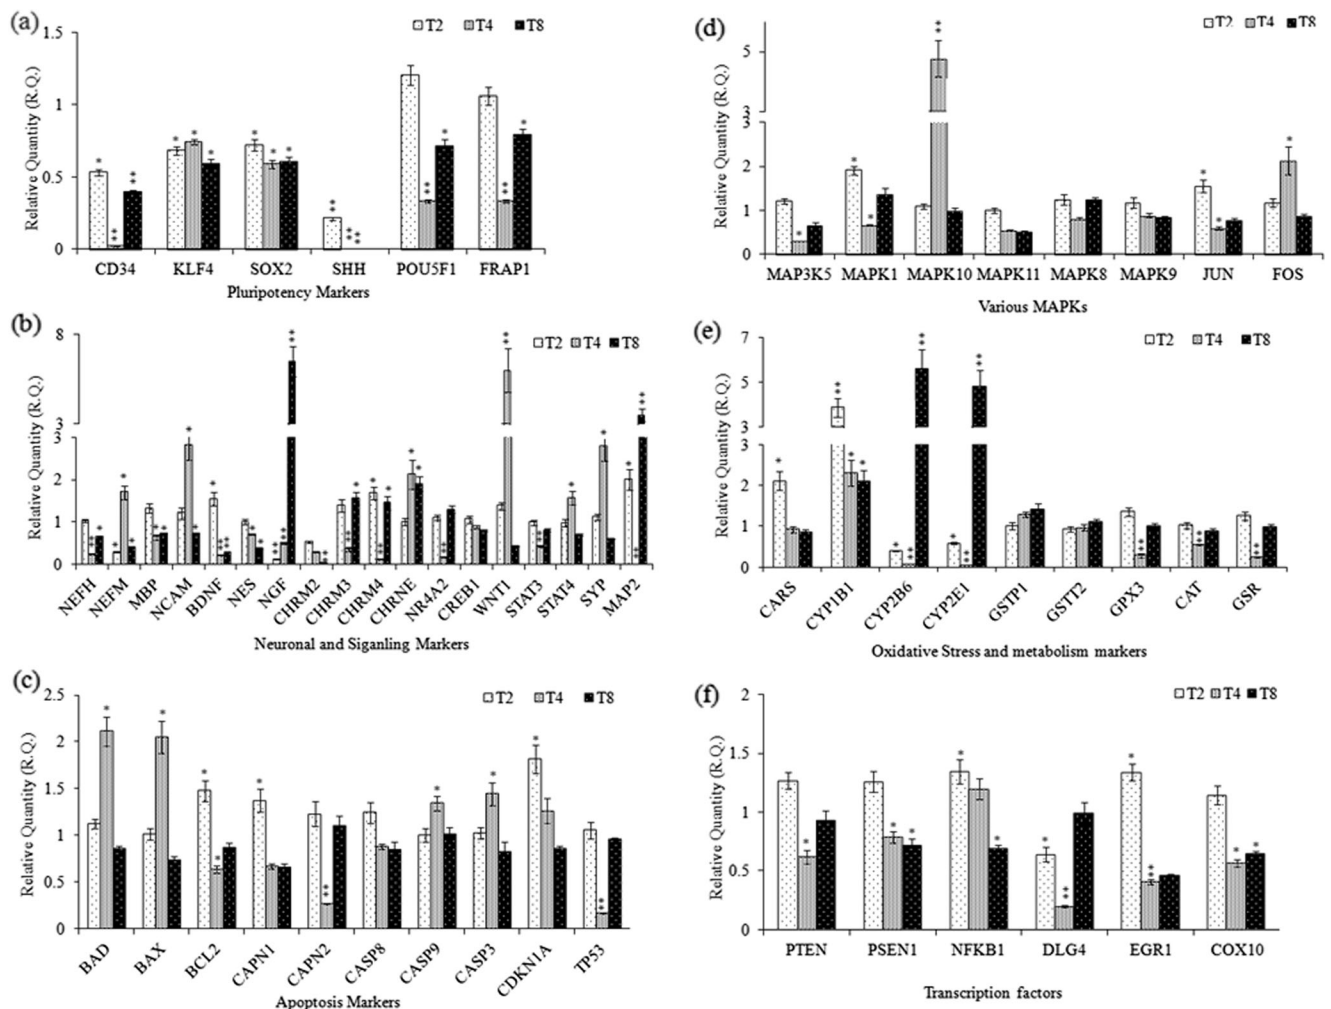 (a)
T2 T4 T8
Relative Quantity (R.Q.)
1.5
1
0.5
0
CD34 KLF4 SOX2 SHH POU5F1 FRAP1
Pluripotency Markers
(b)
T2 T4 T8
Relative Quantity (R.Q.)
8
3
3
2
1
0
NEFH NEFM MBP NCAM BDNF NES NGF CHRM2 CHRM3 CHRM4 CHRNE NR4A2 CREB1 WNT1 STAT3 STAT4 SYP MAP2
Neuronal and Siganling Markers
(c)
T2 T4 T8
Relative Quantity (R.Q.)
2.5
2
1.5
1
0.5
0
BAD BAX BCL2 CAPN1 CAPN2 CASP8 CASP9 CASP3 CDKN1A TP53
Apoptosis Markers
(d)
T2 T4 T8
Relative Quantity (R.Q.)
5
3
3
2
1
0
MAP3K5 MAPK1 MAPK10 MAPK11 MAPK8 MAPK9 JUN FOS
Various MAPKs
(e)
T2 T4 T8
Relative Quantity (R.Q.)
7
5
3
3
2
1
0
CARS CYP1B1 CYP2B6 CYP2E1 GSTP1 GSTT2 GPX3 CAT GSR
Oxidative Stress and metabolism markers
(f)
T2 T4 T8
Relative Quantity (R.Q.)
2
1.5
1
0.5
0
PTEN PSEN1 NFKB1 DLG4 EGR1 COX10
Transcription factors